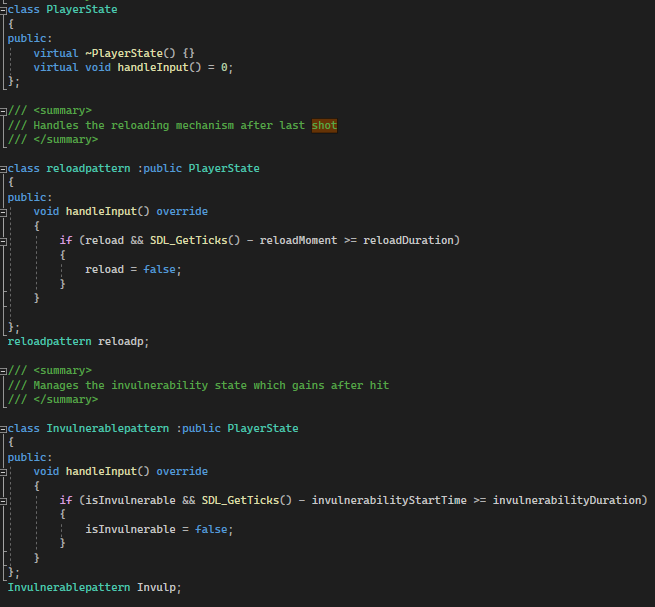 class PlayerState
{
public:
    virtual ~PlayerState() {}
    virtual void handleInput() = 0;
};
/// <summary>
/// Handles the reloading mechanism after last shot
/// </summary>
class reloadpattern :public PlayerState
{
public:
    void handleInput() override
    {
        if (reload && SDL_GetTicks() - reloadMoment >= reloadDuration)
        {
            reload = false;
        }
    }
};
reloadpattern reloadp;
/// <summary>
/// Manages the invulnerability state which gains after hit
/// </summary>
class Invulnerablepattern :public PlayerState
{
public:
    void handleInput() override
    {
        if (isInvulnerable && SDL_GetTicks() - invulnerabilityStartTime >= invulnerabilityDuration)
        {
            isInvulnerable = false;
        }
    }
};
Invulnerablepattern Invulp;